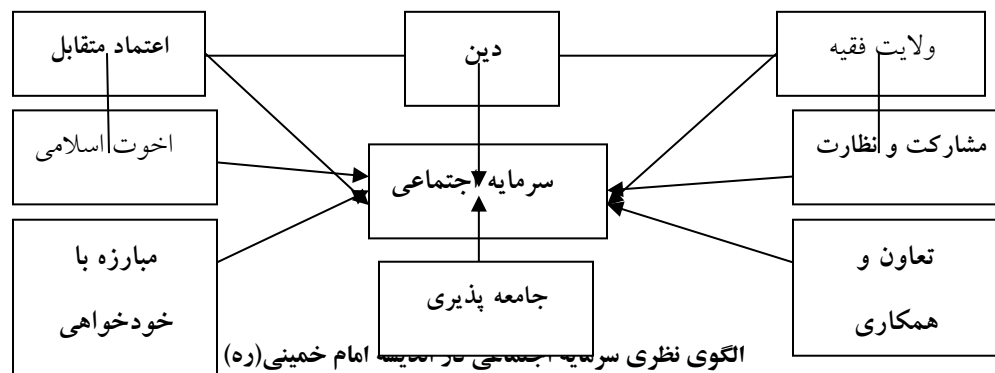 ولایت فقیه
دین
اعتماد متقابل
مشارکت و نظارت
اخوت اسلامی
سرمایه اجتماعی
تعاون و
همکاری
جامعه پذیری
مبارزه با
خودخواهی
الگوی نظری سرمایه اجتماعی در اندیشه امام خمینی(ره)